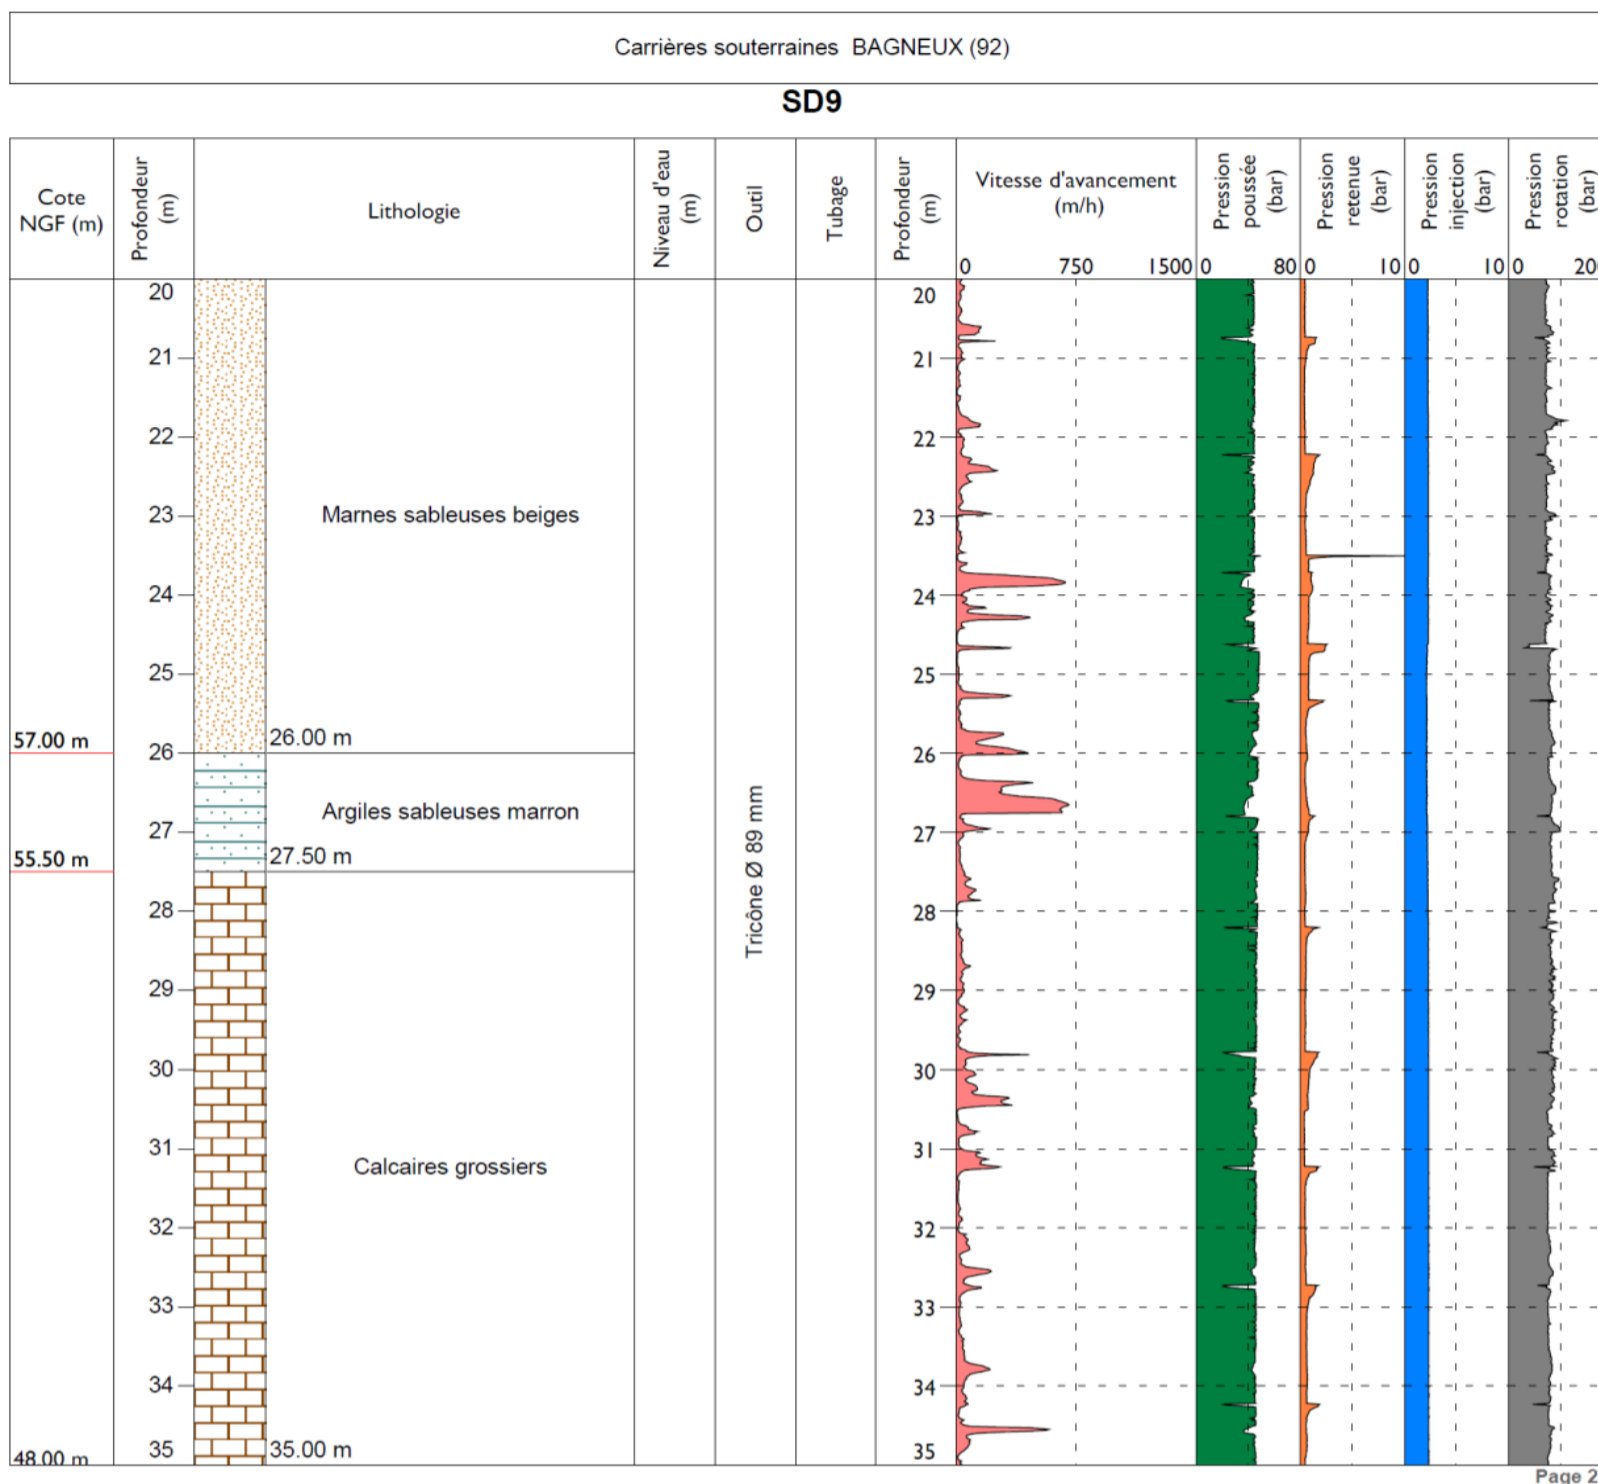 Carrières souterraines BAGNEUX (92)
SD9
Cote
NGF (m)
Profondeur
(m)
Lithologie
Niveau d'eau
(m)
Outil
Tubage
Profondeur
(m)
Vitesse d'avancement
(m/h)
0 750 1500
Pression
poussée
(bar)
0 80
Pression
retenue
(bar)
0 10
Pression
injection
(bar)
0 10
Pression
rotation
(bar)
0 20
57.00 m
55.50 m
48.00 m
20
21
22
23
24
25
26
27
28
29
30
31
32
33
34
35
Marnes sableuses beiges
26.00 m
Argiles sableuses marron
27.50 m
Calcaires grossiers
35.00 m
Tricône Ø 89 mm
20
21
22
23
24
25
26
27
28
29
30
31
32
33
34
35
Page 2